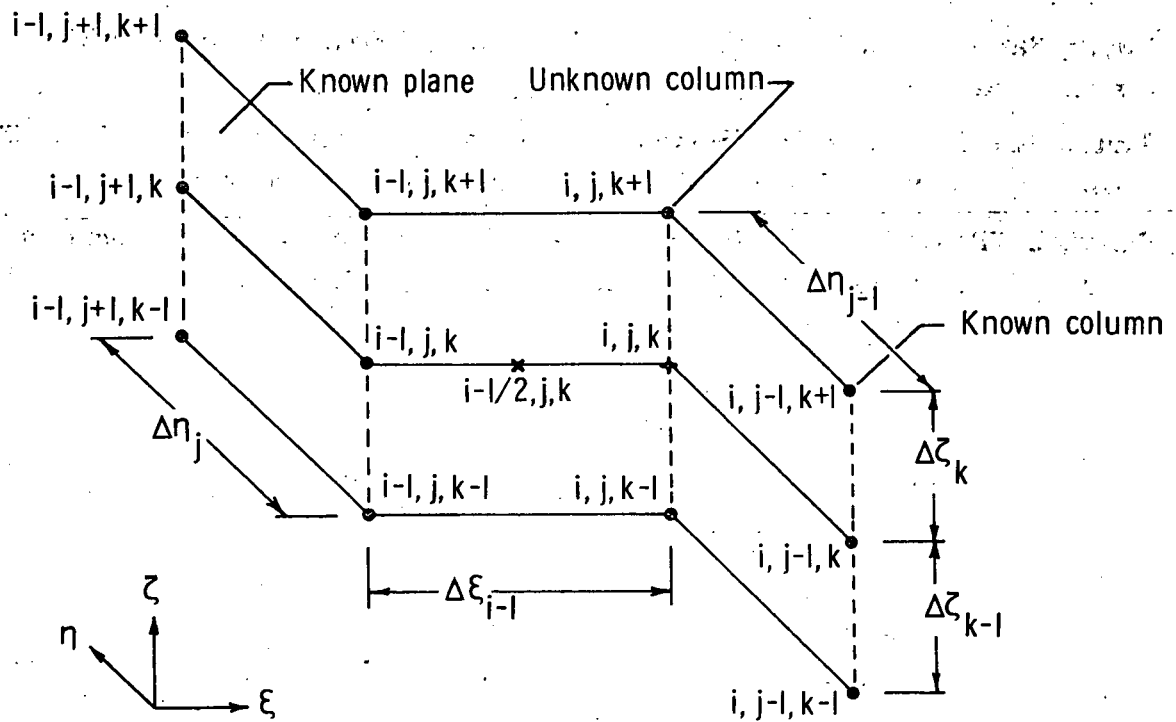 i-1, j+1, k+1
Known plane
Unknown column
i-1, j+1, k
i-1, j, k+1
i, j, k+1
Δη_{j-1}
i-1, j+1, k-1
i-1, j, k
i, j, k
Known column
i-1/2, j, k
i, j-1, k+1
Δη_j
Δζ_k
i-1, j, k-1
i, j, k-1
i, j-1, k
Δξ_{i-1}
Δζ_{k-1}
ζ
η
ξ
i, j-1, k-1